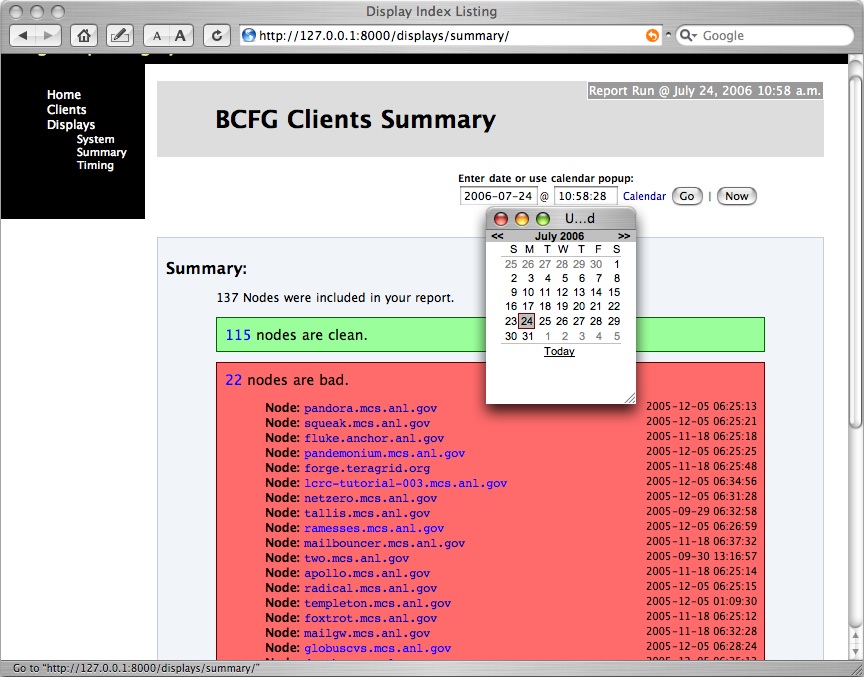 Display Index Listing
A A http://127.0.0.1:8000/displays/summary/ Google
Home
Clients
Displays
System
Summary
Timing
Report Run @ July 24, 2006 10:58 a.m.
BCFG Clients Summary
Enter date or use calendar popup:
2006-07-24 @ 10:58:28 Calendar Go | Now
U...d
<< July 2006 >>
S M T W T F S
25 26 27 28 29 30 1
2 3 4 5 6 7 8
9 10 11 12 13 14 15
16 17 18 19 20 21 22
23 24 25 26 27 28 29
30 31 1 2 3 4 5
Today
Summary:
137 Nodes were included in your report.
115 nodes are clean.
22 nodes are bad.
Node: pandora.mcs.anl.gov 2005-12-05 06:25:13
Node: squeak.mcs.anl.gov 2005-12-05 06:25:21
Node: fluke.anchor.anl.gov 2005-11-18 06:25:18
Node: pandemonium.mcs.anl.gov 2005-12-05 06:25:25
Node: forge.teragrid.org 2005-11-18 06:25:48
Node: lcrc-tutorial-003.mcs.anl.gov 2005-12-05 06:34:56
Node: netzero.mcs.anl.gov 2005-12-05 06:31:28
Node: tallis.mcs.anl.gov 2005-09-29 06:32:58
Node: ramesses.mcs.anl.gov 2005-12-05 06:26:59
Node: mailbouncer.mcs.anl.gov 2005-11-18 06:37:32
Node: two.mcs.anl.gov 2005-09-30 13:16:57
Node: apollo.mcs.anl.gov 2005-11-18 06:25:14
Node: radical.mcs.anl.gov 2005-12-05 06:25:15
Node: templeton.mcs.anl.gov 2005-12-05 01:09:30
Node: foxtrot.mcs.anl.gov 2005-11-18 06:25:12
Node: mailgw.mcs.anl.gov 2005-11-18 06:32:28
Node: globuscvs.mcs.anl.gov 2005-12-05 06:28:24
Go to "http://127.0.0.1:8000/displays/summary/"